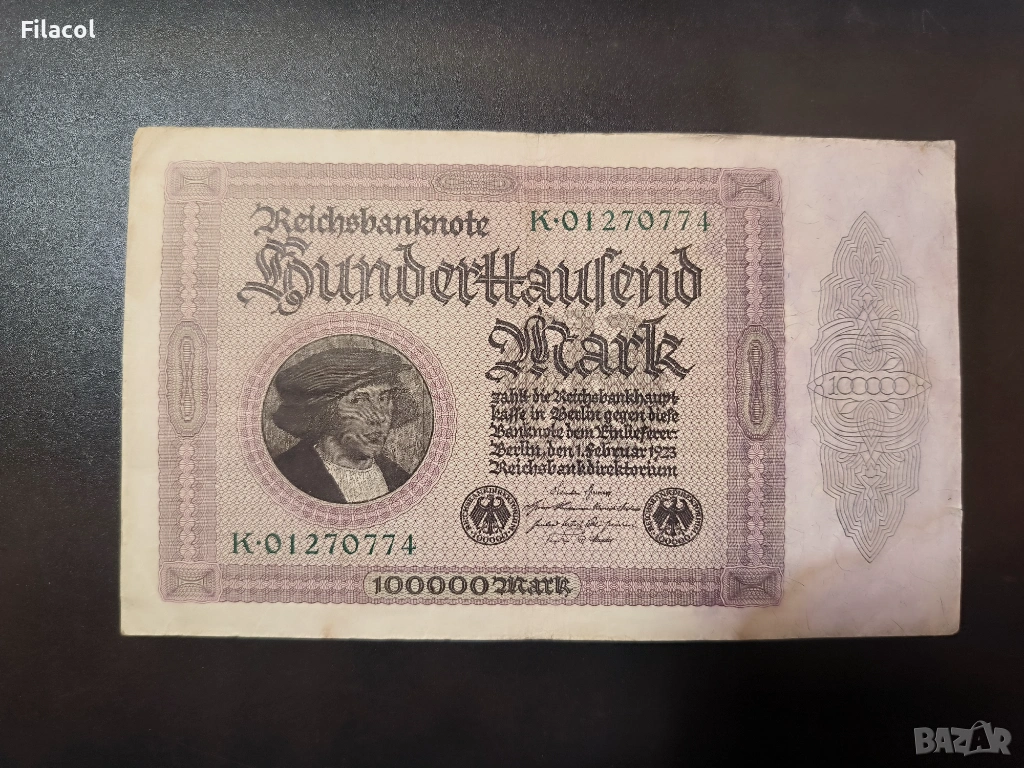 Filacol
Reichsbanknote
K·01270774
Hunderttausend
Mark
zahlt die Reichsbankhaupt-
kasse in Berlin gegen diese
Banknote dem Einlieferer.
Berlin, den 1. Februar 1923
Reichsbankdirektorium
100000
K·01270774
100000 Mark
BAZAR